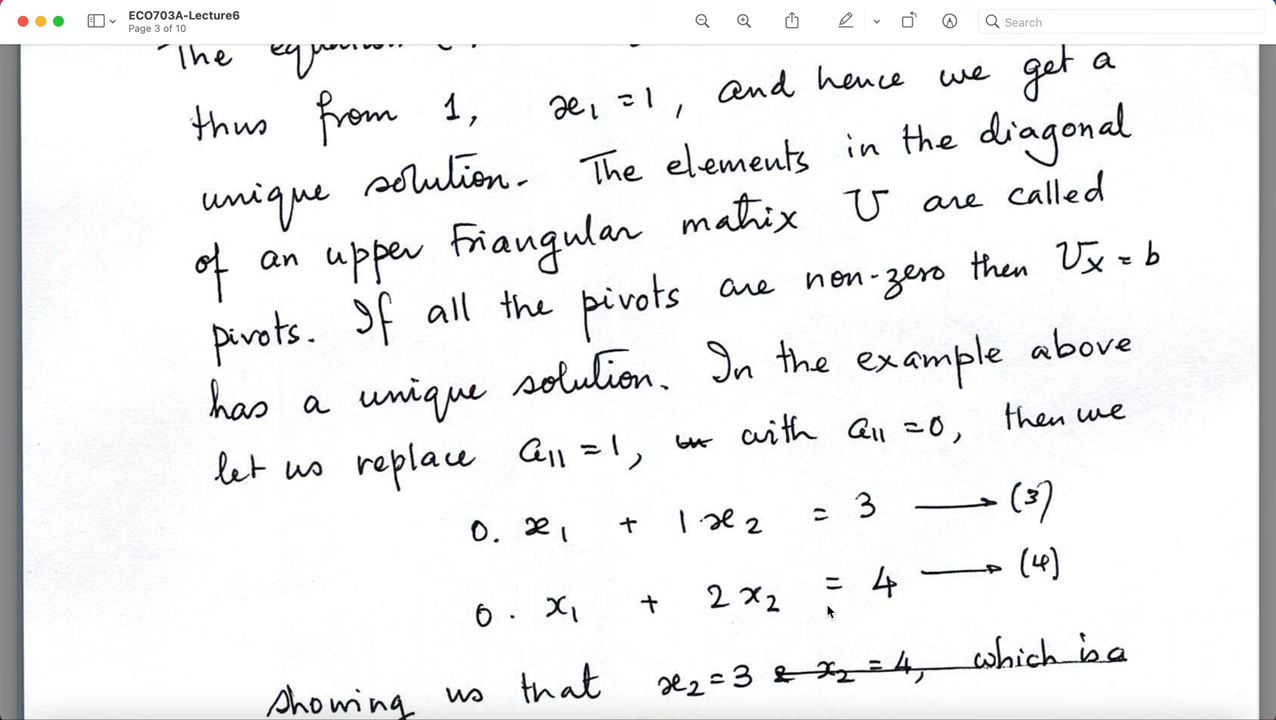 ECO703A-Lecture6
Page 3 of 10
Search
The equation
thus from 1, x₁ = 1, and hence we get a
unique solution. The elements in the diagonal
of an upper triangular matrix U are called
pivots. If all the pivots are non-zero then Ux = b
has a unique solution. In the example above
let us replace a₁₁ = 1, with a₁₁ = 0, then we
0. x₁ + 1·x₂ = 3 → (3)
0 · x₁ + 2x₂ = 4 → (4)
showing us that x₂ = 3 & x₂ = 4, which is a